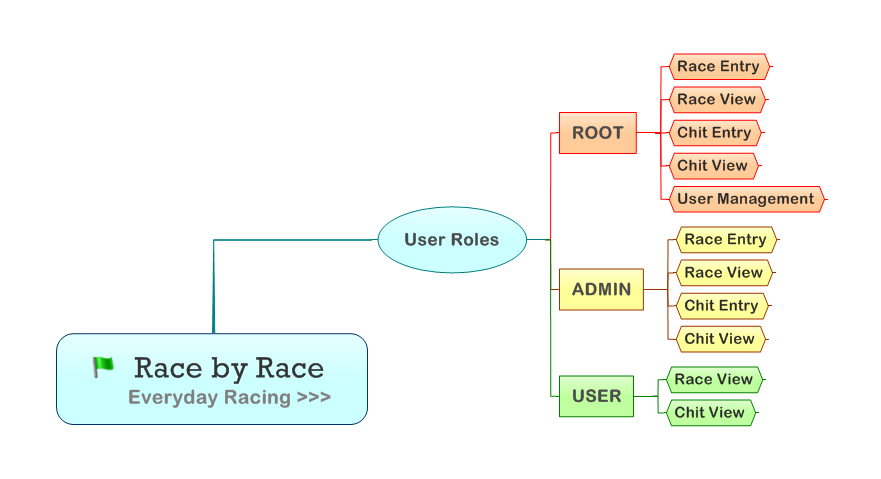 Race by Race
Everyday Racing >>>
User Roles
ROOT
Race Entry
Race View
Chit Entry
Chit View
User Management
ADMIN
Race Entry
Race View
Chit Entry
Chit View
USER
Race View
Chit View